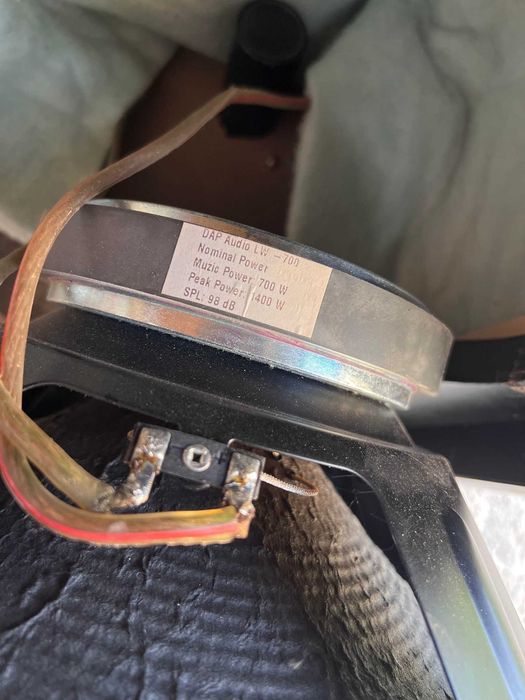 DAP Audio LW - 700
Nominal Power
Muzic Power: 700 W
Peak Power: 1400 W
SPL: 98 dB